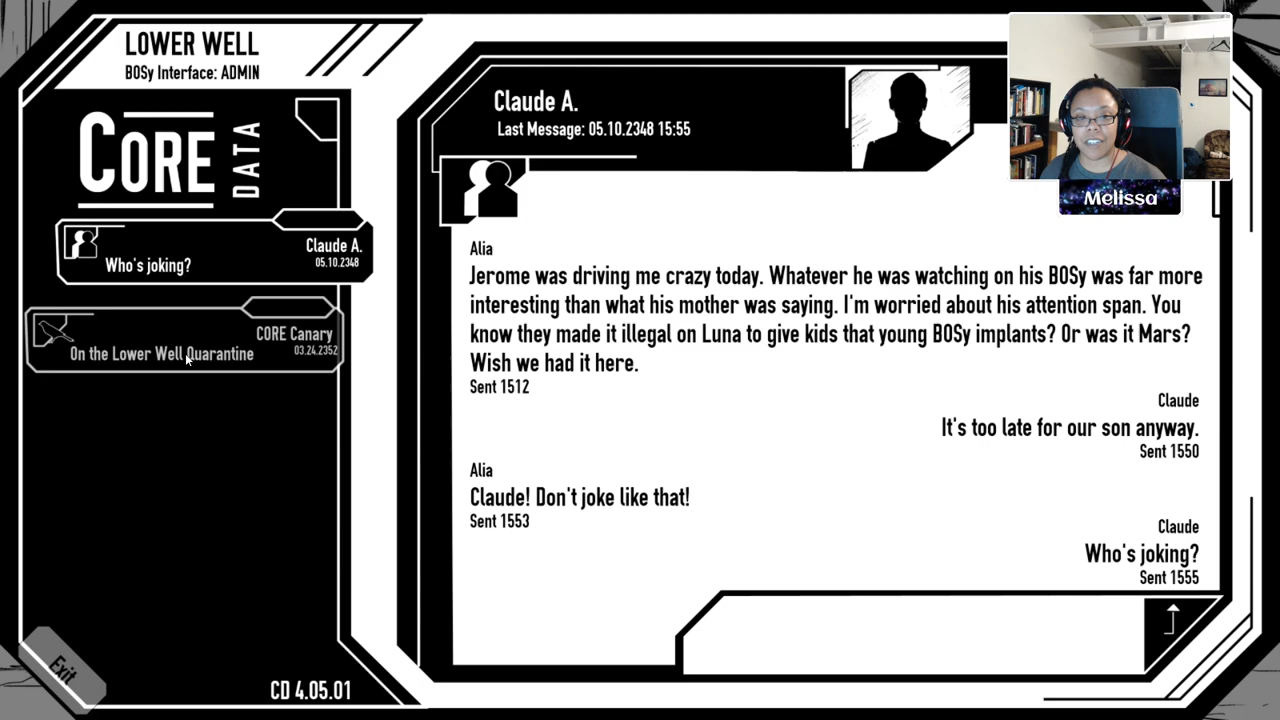 LOWER WELL
BOSy Interface: ADMIN
CORE
DATA
Claude A.
Who's joking?
05.10.2348
CORE Canary
On the Lower Well Quarantine
03.24.2352
Exit
CD 4.05.01
Claude A.
Last Message: 05.10.2348 15:55
Melissa
Alia
Jerome was driving me crazy today. Whatever he was watching on his BOSy was far more
interesting than what his mother was saying. I'm worried about his attention span. You
know they made it illegal on Luna to give kids that young BOSy implants? Or was it Mars?
Wish we had it here.
Sent 1512
Claude
It's too late for our son anyway.
Sent 1550
Alia
Claude! Don't joke like that!
Sent 1553
Claude
Who's joking?
Sent 1555